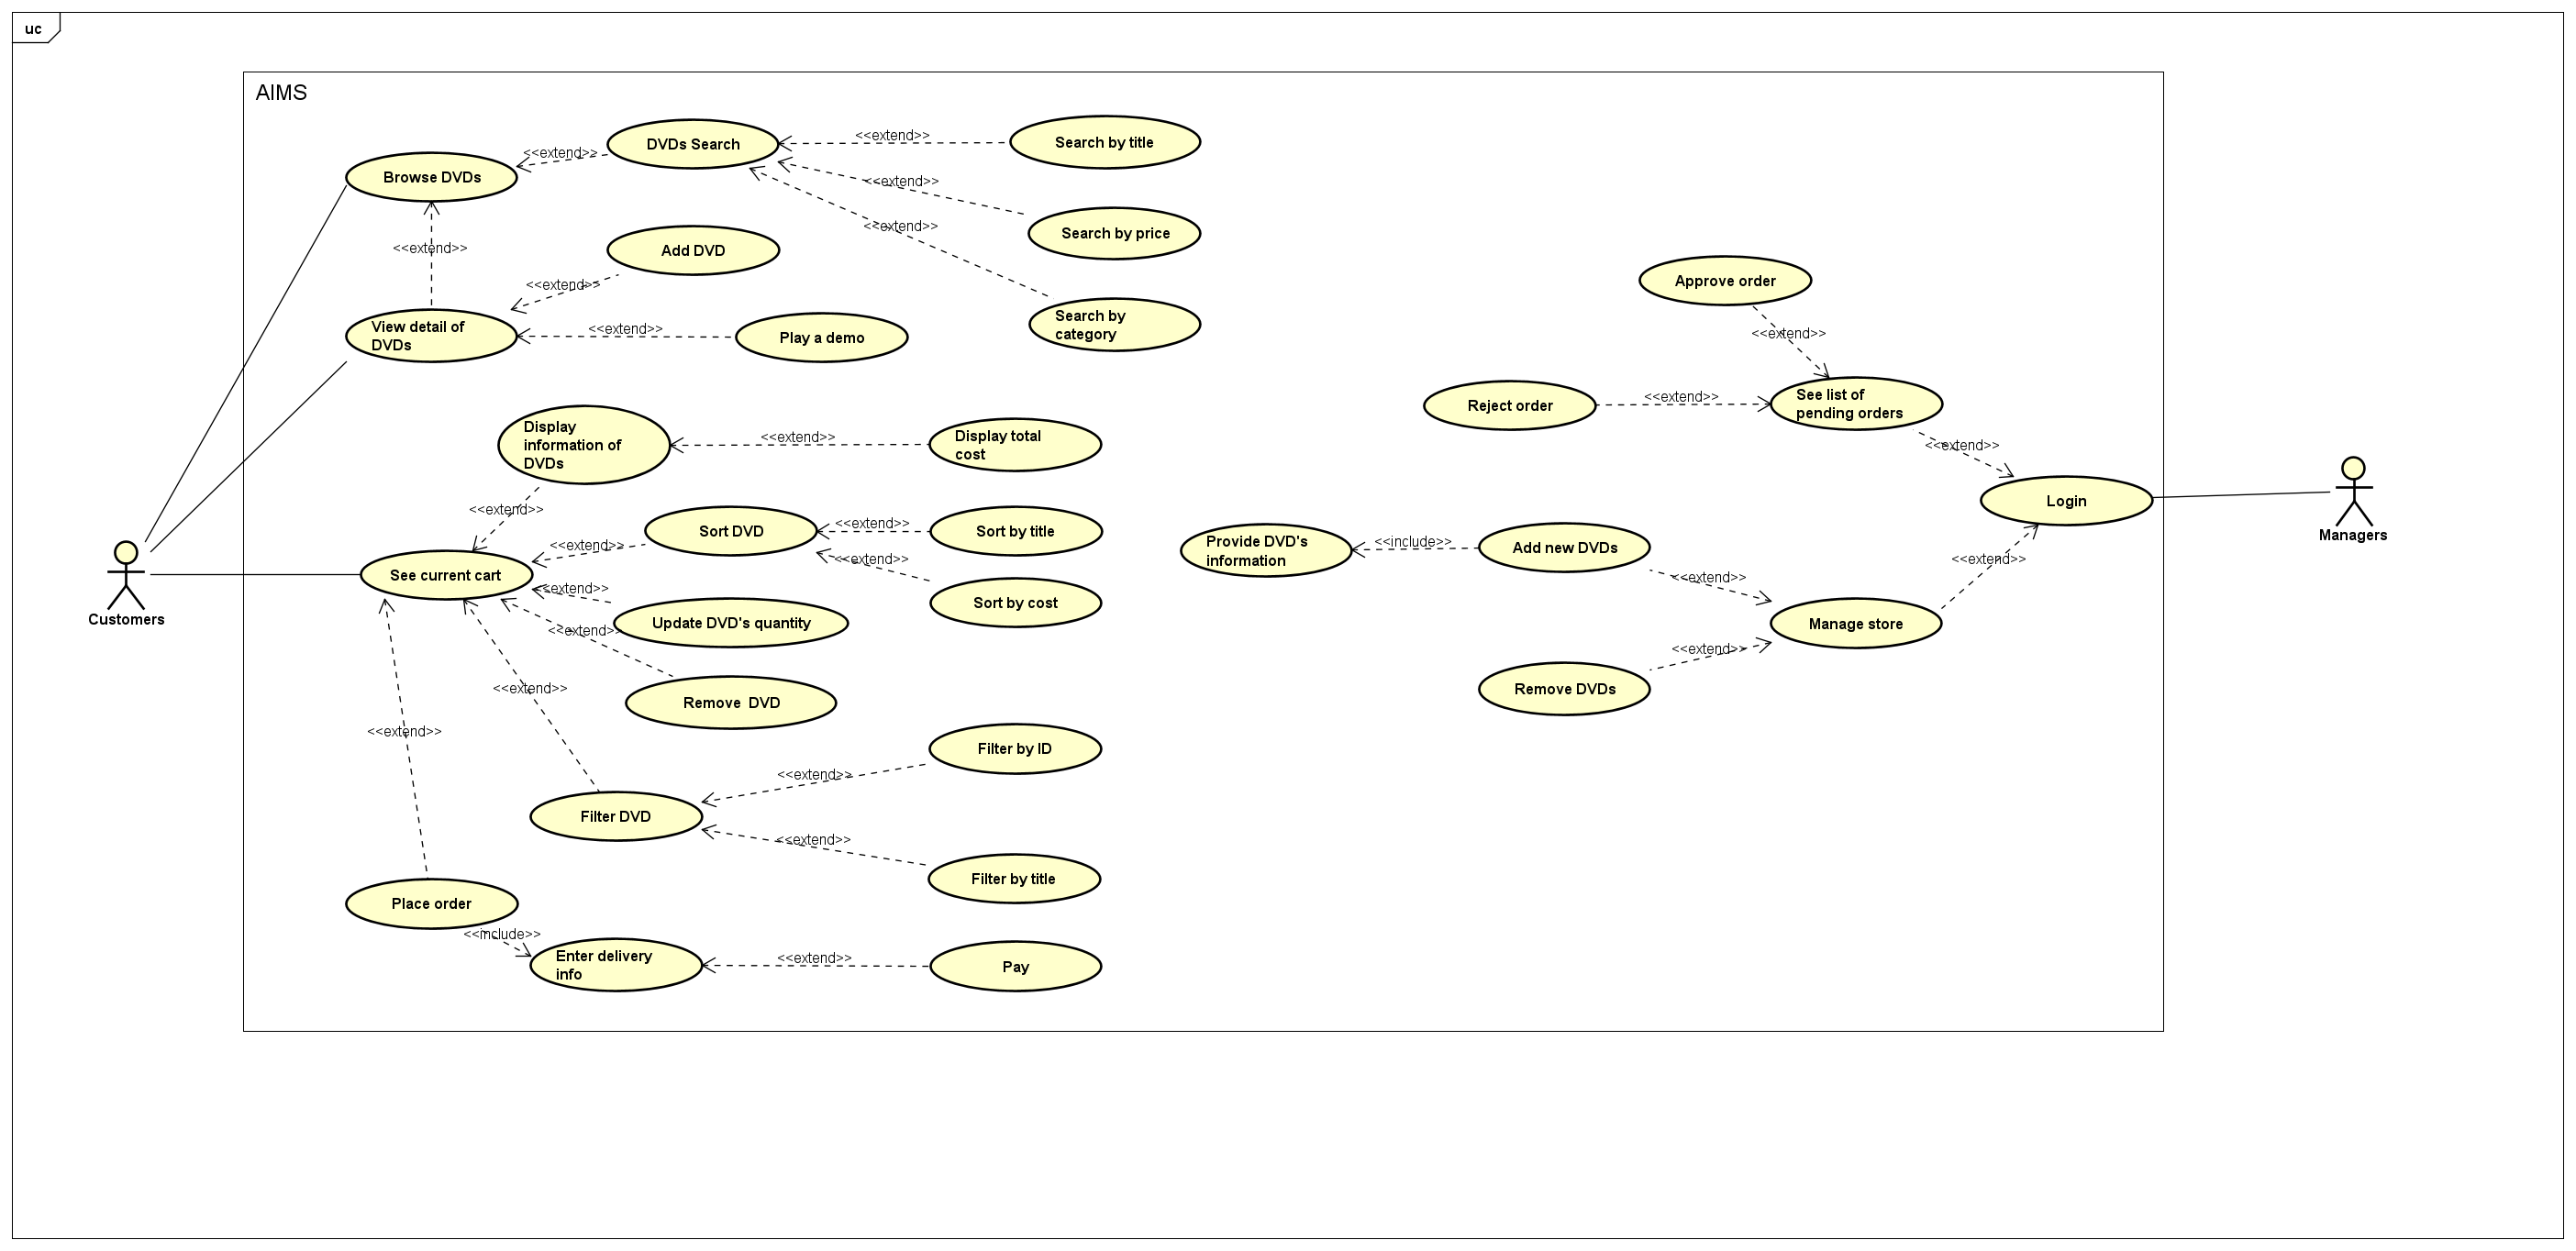 uc
AIMS
Browse DVDs
<<extend>>
DVDs Search
<<extend>>
Search by title
<<extend>>
Search by price
<<extend>>
Search by
category
<<extend>>
Add DVD
<<extend>>
View detail of
DVDs
<<extend>>
Play a demo
Display
information of
DVDs
<<extend>>
Display total
cost
<<extend>>
Sort DVD
<<extend>>
Sort by title
<<extend>>
See current cart
<<extend>>
Sort by cost
<<extend>>
Update DVD's quantity
<<extend>>
Remove  DVD
<<extend>>
<<extend>>
Filter by ID
<<extend>>
Filter DVD
<<extend>>
Filter by title
Place order
<<include>>
Enter delivery
info
<<extend>>
Pay
Customers
Approve order
<<extend>>
Reject order
<<extend>>
See list of
pending orders
<<extend>>
Login
Provide DVD's
information
<<include>>
Add new DVDs
<<extend>>
<<extend>>
Manage store
<<extend>>
Remove DVDs
Managers